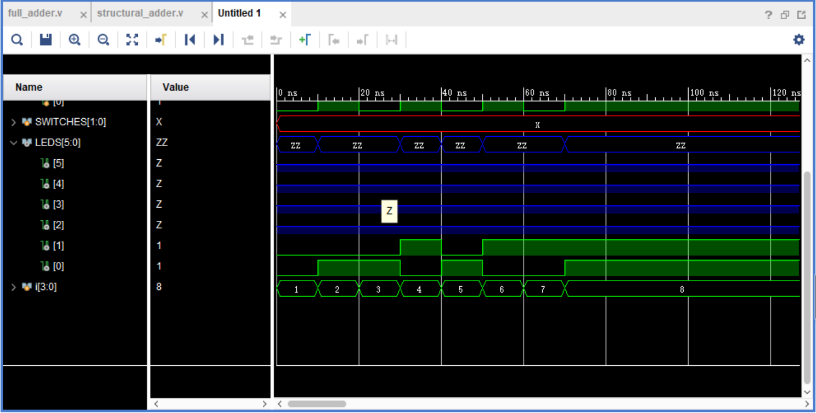 full_adder.v × structural_adder.v × Untitled 1 × ?
Name Value
0 ns 20 ns 40 ns 60 ns 80 ns 100 ns 120 ns
[0] 1
SWITCHES[1:0] X X
LEDS[5:0] ZZ ZZ ZZ ZZ ZZ ZZ ZZ
[5] Z
[4] Z
[3] Z Z
[2] Z
[1] 1
[0] 1
i[3:0] 8 1 2 3 4 5 6 7 8